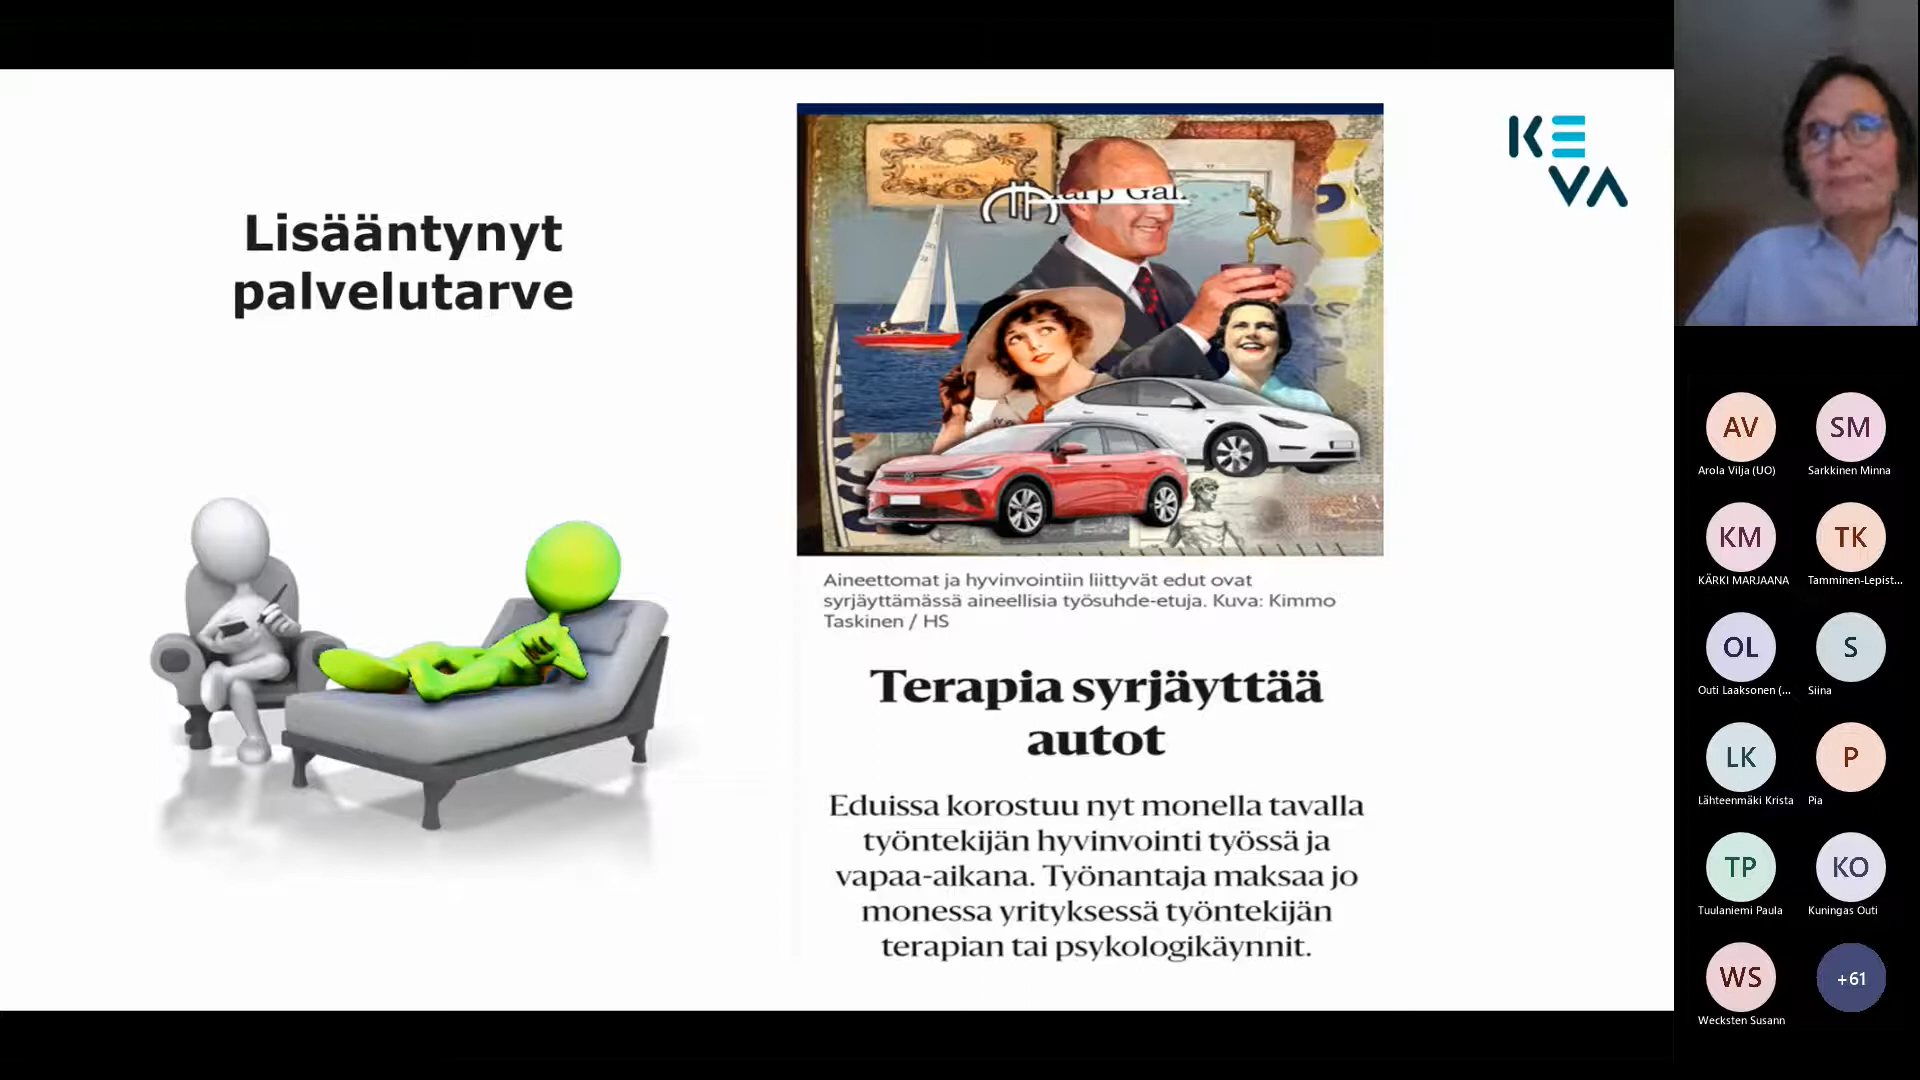 Lisääntynyt
palvelutarve
KEVA
Aineettomat ja hyvinvointiin liittyvät edut ovat
syrjäyttämässä aineellisia työsuhde-etuja. Kuva: Kimmo
Taskinen / HS
Terapia syrjäyttää
autot
Eduissa korostuu nyt monella tavalla
työntekijän hyvinvointi työssä ja
vapaa-aikana. Työnantaja maksaa jo
monessa yrityksessä työntekijän
terapian tai psykologikäynnit.
AV
Arola Vilja (UO)
SM
Sarkkinen Minna
KM
KÄRKI MARJAANA
TK
Tamminen-Lepist...
OL
Outi Laaksonen (...
S
Siina
LK
Lähteenmäki Krista
P
Pia
TP
Tuulaniemi Paula
KO
Kuningas Outi
WS
Wecksten Susann
+61